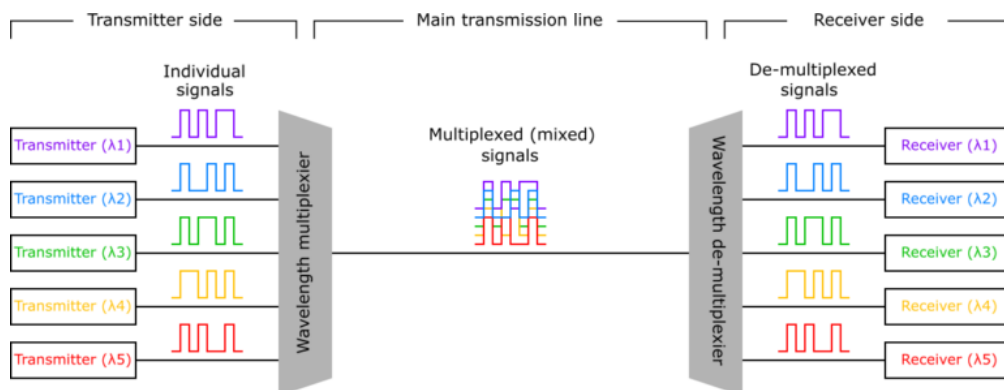 Transmitter side
Main transmission line
Receiver side
Individual
signals
De-multiplexed
signals
Multiplexed (mixed)
signals
Transmitter (λ1)
Transmitter (λ2)
Transmitter (λ3)
Transmitter (λ4)
Transmitter (λ5)
Wavelength multiplexier
Wavelength de-multiplexier
Receiver (λ1)
Receiver (λ2)
Receiver (λ3)
Receiver (λ4)
Receiver (λ5)